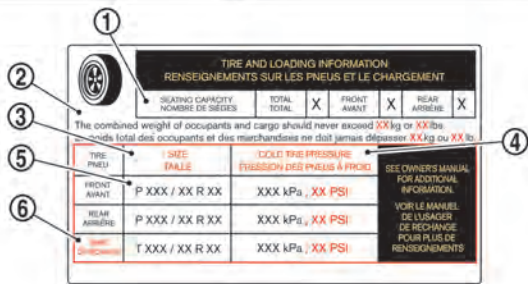 ①
TIRE AND LOADING INFORMATION
RENSEIGNEMENTS SUR LES PNEUS ET LE CHARGEMENT
②
SEATING CAPACITY TOTAL X FRONT X REAR X
NOMBRE DE SIÈGES TOTAL AVANT ARRIÈRE
The combined weight of occupants and cargo should never exceed XX kg or XX lbs.
③
poids total des occupants et des marchandises ne doit jamais dépasser XX kg ou XX lb.
④
TIRE SIZE COLD TIRE PRESSURE
PNEU TAILLE PRESSION DES PNEUS À FROID
⑤
FRONT P XXX / XX R XX XXX kPa, XX PSI
AVANT
REAR P XXX / XX R XX XXX kPa, XX PSI
ARRIÈRE
⑥
T XXX / XX R XX XXX kPa, XX PSI
SEE OWNER'S MANUAL
FOR ADDITIONAL
INFORMATION.
VOIR LE MANUEL
DE L'USAGER
DE RECHANGE
POUR PLUS DE
RENSEIGNEMENTS